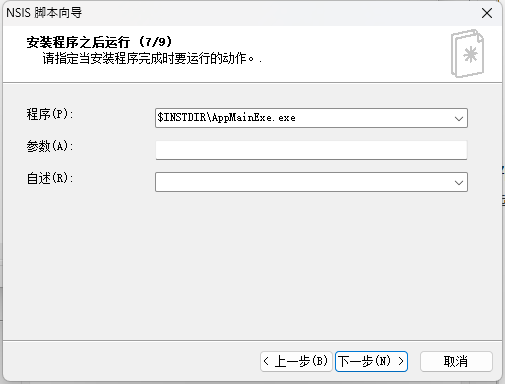 NSIS 脚本向导
安装程序之后运行 (7/9)
请指定当安装程序完成时要运行的动作。.
程序(P):
$INSTDIR\AppMainExe.exe
参数(A):
自述(R):
< 上一步(B) 下一步(N) > 取消